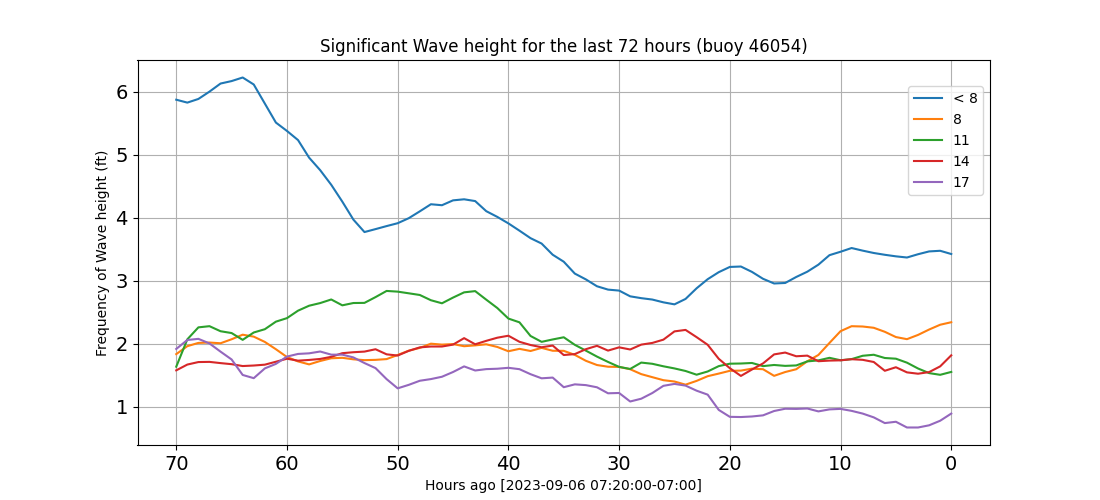 Significant Wave height for the last 72 hours (buoy 46054)
Frequency of Wave height (ft)
6
5
4
3
2
1
< 8
8
11
14
17
70 60 50 40 30 20 10 0
Hours ago [2023-09-06 07:20:00-07:00]